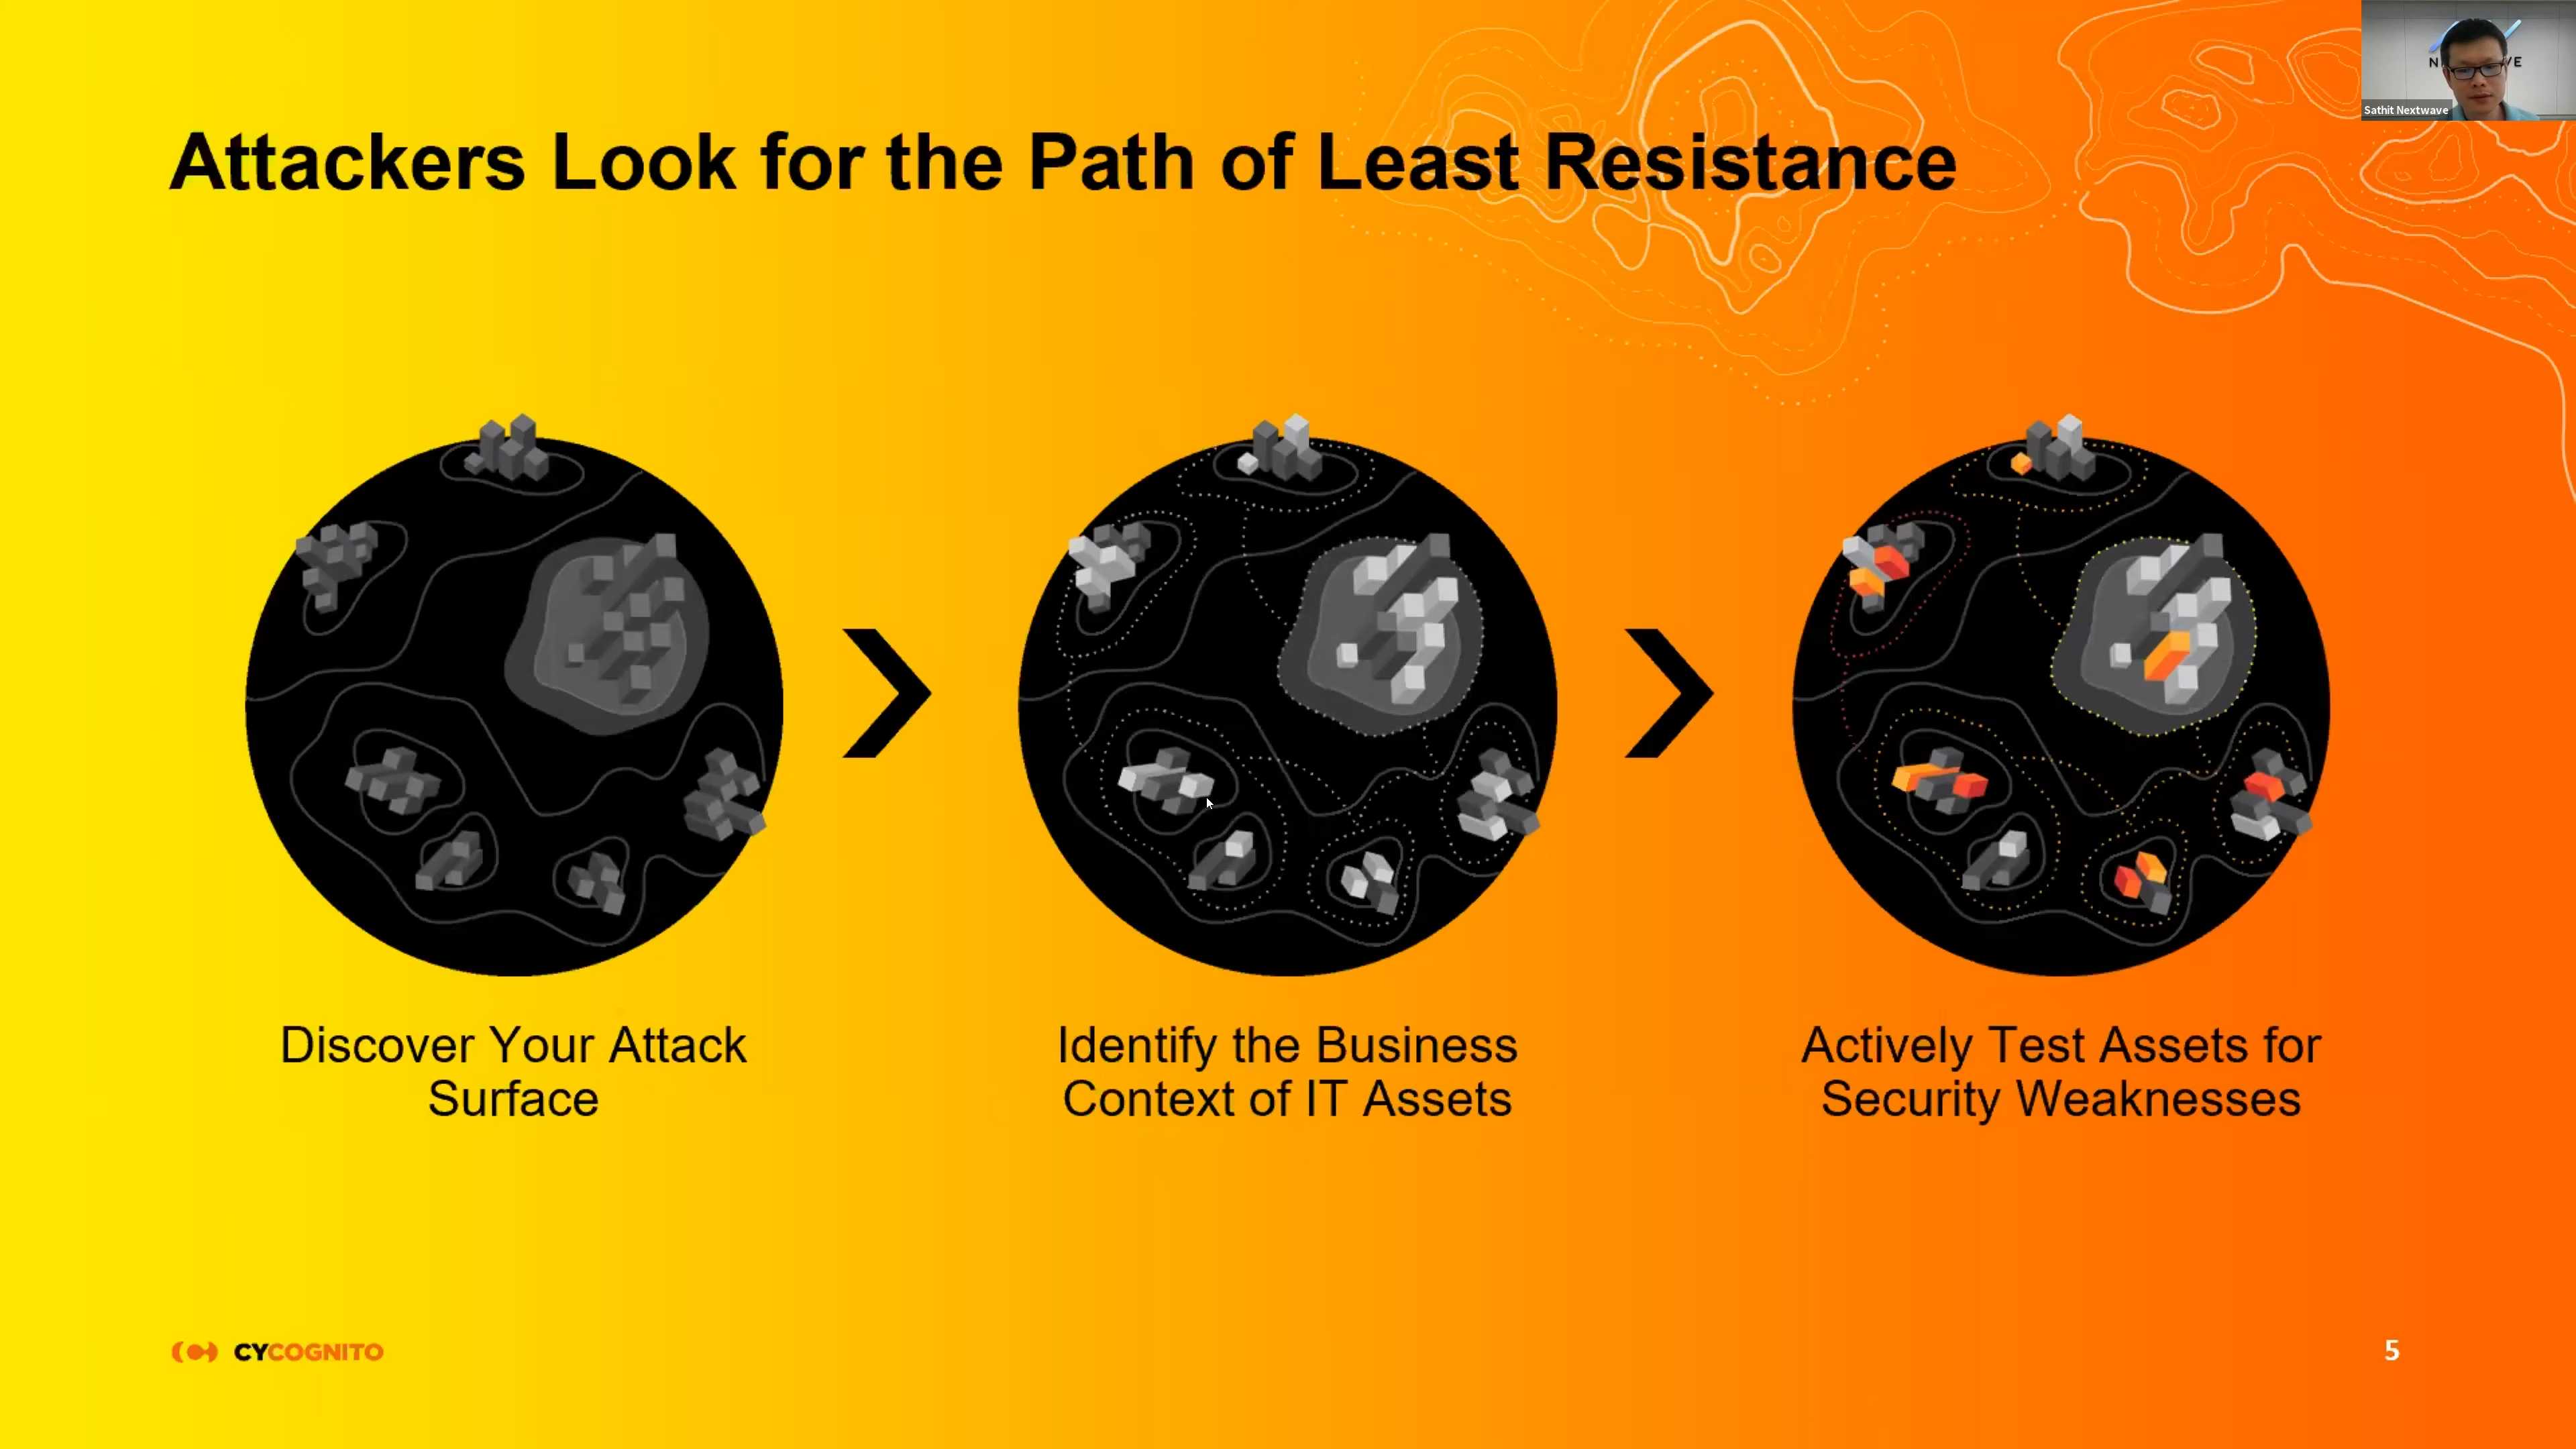 Attackers Look for the Path of Least Resistance
Sathit Nextwave
Discover Your Attack
Surface
Identify the Business
Context of IT Assets
Actively Test Assets for
Security Weaknesses
CYCOGNITO
5